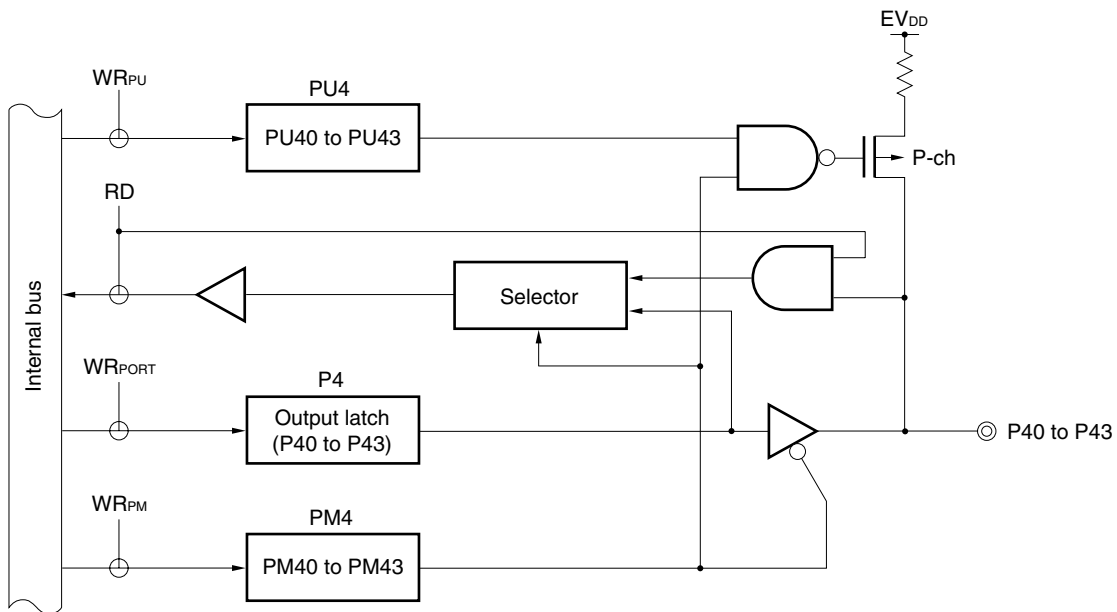 EVDD
WRPU
PU4
PU40 to PU43
P-ch
RD
Selector
Internal bus
WRPORT
P4
Output latch
(P40 to P43)
P40 to P43
WRPM
PM4
PM40 to PM43